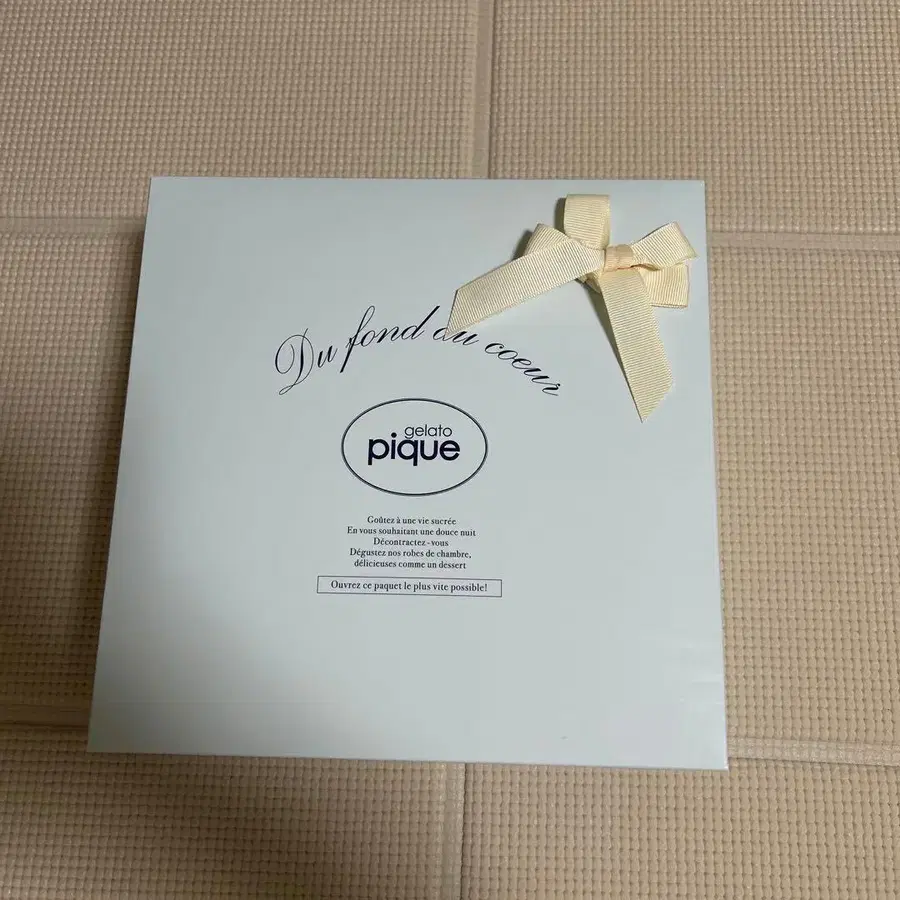 Du fond du coeur
gelato
pique
Goûtez à une vie sucrée
En vous souhaitant une douce nuit
Décontractez-vous
Dégustez nos robes de chambre,
délicieuses comme un dessert
Ouvrez ce paquet le plus vite possible!